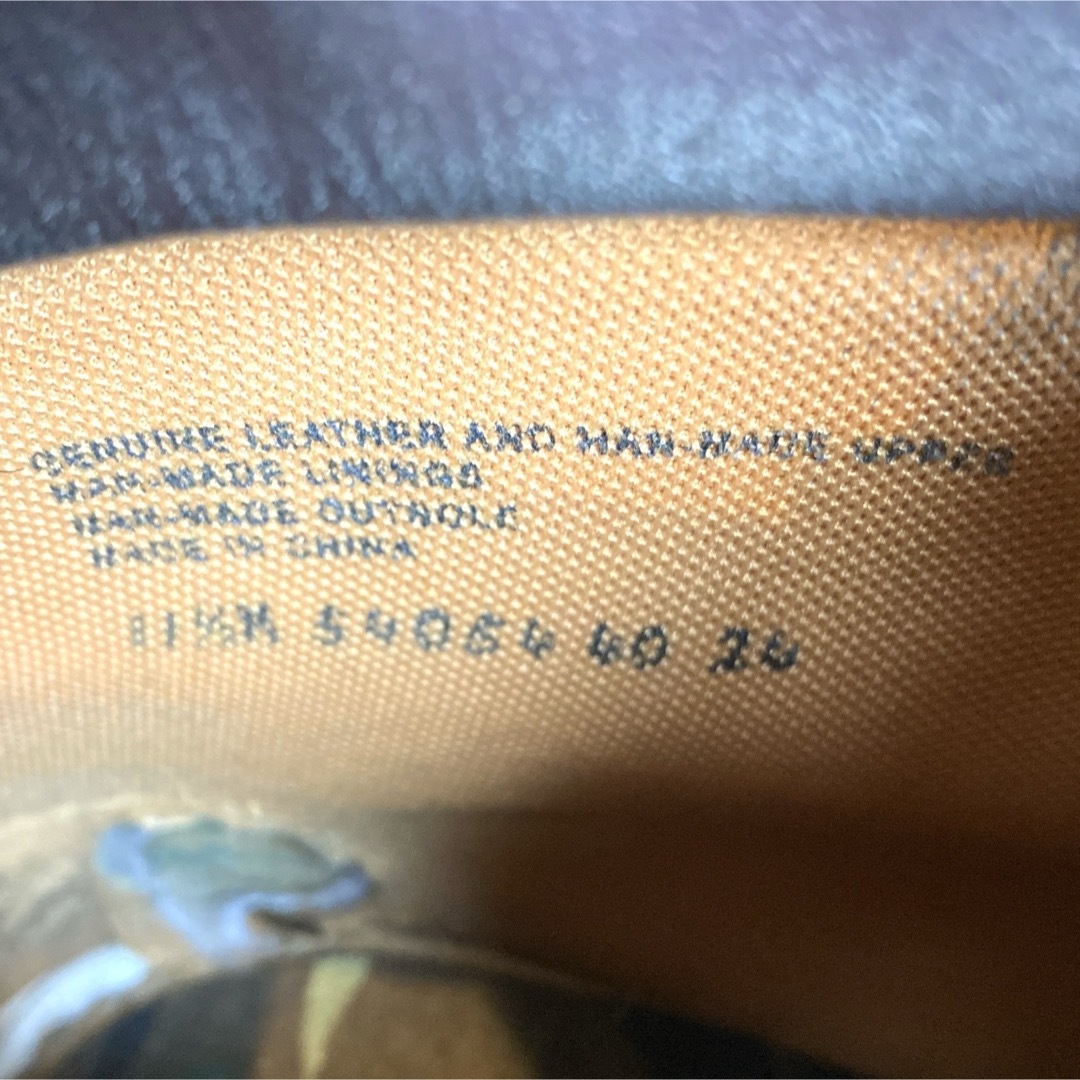 GENUINE LEATHER AND MAN-MADE UPPER
MAN-MADE LININGS
MAN-MADE OUTSOLE
MADE IN CHINA
11½M 54064 40 24